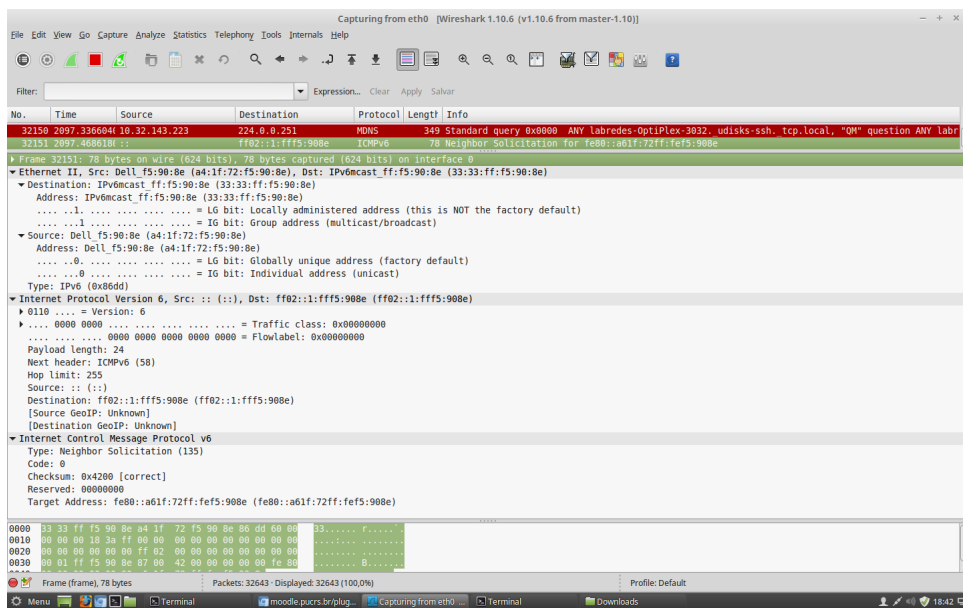 Capturing from eth0 [Wireshark 1.10.6 (v1.10.6 from master-1.10)]
File Edit View Go Capture Analyze Statistics Telephony Tools Internals Help
Filter: Expression... Clear Apply Salvar
No. Time Source Destination Protocol Length Info
32150 2097.336604( 10.32.143.223 224.0.0.251 MDNS 349 Standard query 0x0000 ANY labredes-OptiPlex-3032._udisks-ssh._tcp.local, "QM" question ANY labr
32151 2097.468618( :: ff02::1:fff5:908e ICMPv6 78 Neighbor Solicitation for fe80::a61f:72ff:fef5:908e
Frame 32151: 78 bytes on wire (624 bits), 78 bytes captured (624 bits) on interface 0
Ethernet II, Src: Dell_f5:90:8e (a4:1f:72:f5:90:8e), Dst: IPv6mcast_ff:f5:90:8e (33:33:ff:f5:90:8e)
Destination: IPv6mcast_ff:f5:90:8e (33:33:ff:f5:90:8e)
Address: IPv6mcast_ff:f5:90:8e (33:33:ff:f5:90:8e)
.... ..1. .... .... .... .... = LG bit: Locally administered address (this is NOT the factory default)
.... ...1 .... .... .... .... = IG bit: Group address (multicast/broadcast)
Source: Dell_f5:90:8e (a4:1f:72:f5:90:8e)
Address: Dell_f5:90:8e (a4:1f:72:f5:90:8e)
.... ..0. .... .... .... .... = LG bit: Globally unique address (factory default)
.... ...0 .... .... .... .... = IG bit: Individual address (unicast)
Type: IPv6 (0x86dd)
Internet Protocol Version 6, Src: :: (::), Dst: ff02::1:fff5:908e (ff02::1:fff5:908e)
0110 .... = Version: 6
.... 0000 0000 .... .... .... .... .... = Traffic class: 0x00000000
.... .... .... 0000 0000 0000 0000 0000 = Flowlabel: 0x00000000
Payload length: 24
Next header: ICMPv6 (58)
Hop limit: 255
Source: :: (::)
Destination: ff02::1:fff5:908e (ff02::1:fff5:908e)
[Source GeoIP: Unknown]
[Destination GeoIP: Unknown]
Internet Control Message Protocol v6
Type: Neighbor Solicitation (135)
Code: 0
Checksum: 0x4200 [correct]
Reserved: 00000000
Target Address: fe80::a61f:72ff:fef5:908e (fe80::a61f:72ff:fef5:908e)
0000 33 33 ff f5 90 8e a4 1f 72 f5 90 8e 86 dd 60 00 33...... r.....`.
0010 00 00 00 18 3a ff 00 00 00 00 00 00 00 00 00 00 ....:... ........
0020 00 00 00 00 00 00 ff 02 00 00 00 00 00 00 00 00 ........ ........
0030 00 01 ff f5 90 8e 87 00 42 00 00 00 00 00 fe 80 ........ B.......
Frame (frame), 78 bytes Packets: 32643 · Displayed: 32643 (100,0%) Profile: Default
Menu Terminal moodle.pucrs.br/plug... Capturing from eth0 ... Terminal Downloads 18:42